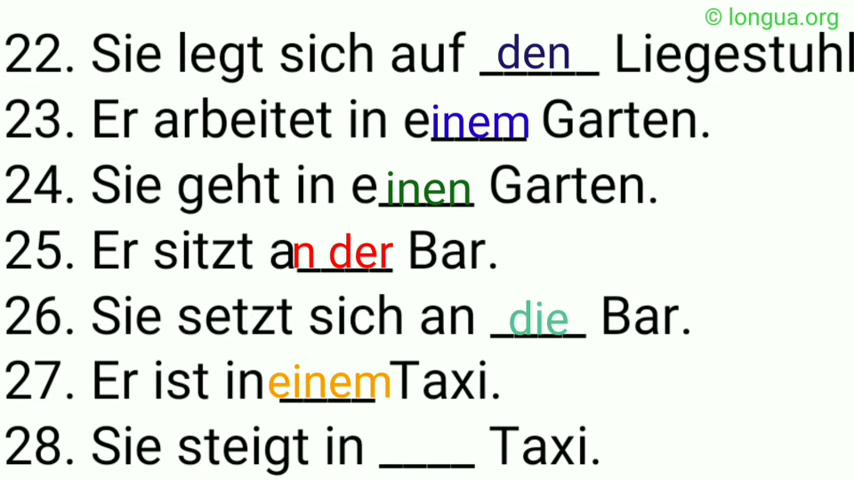 © longua.org
22. Sie legt sich auf den Liegestuhl
23. Er arbeitet in einem Garten.
24. Sie geht in einen Garten.
25. Er sitzt an der Bar.
26. Sie setzt sich an die Bar.
27. Er ist in einem Taxi.
28. Sie steigt in ____ Taxi.